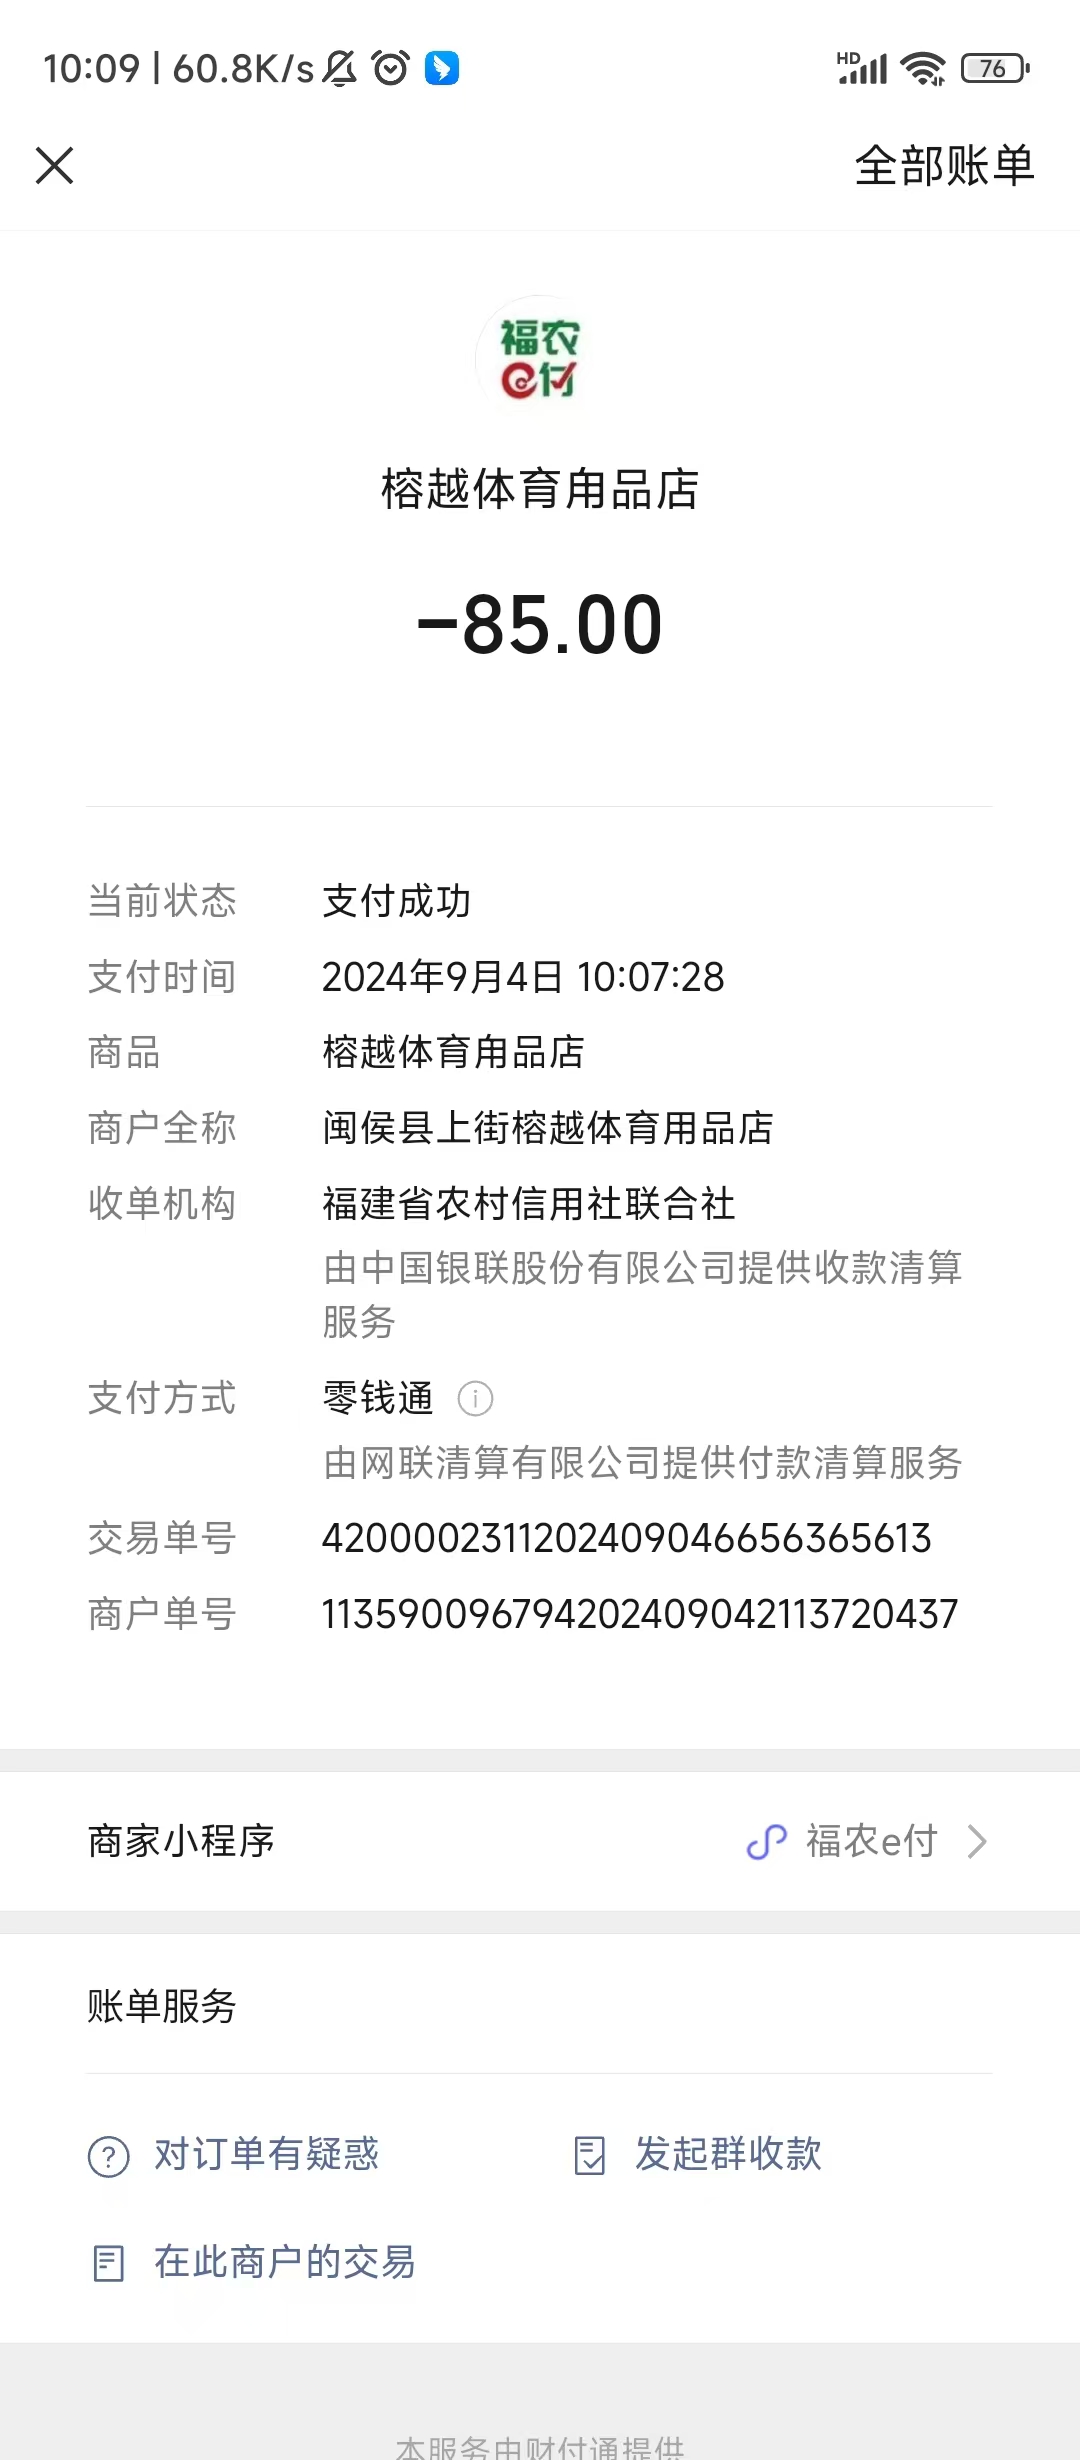 10:09 | 60.8K/s
HD
76
全部账单
福农
e付
榕越体育甪品店
-85.00
当前状态 支付成功
支付时间 2024年9月4日 10:07:28
商品 榕越体育甪品店
商户全称 闽侯县上街榕越体育用品店
收单机构 福建省农村信用社联合社
由中国银联股份有限公司提供收款清算
服务
支付方式 零钱通
由网联清算有限公司提供付款清算服务
交易单号 4200002311202409046656365613
商户单号 11359009679420240904211372​0437
商家小程序 福农e付
账单服务
对订单有疑惑 发起群收款
在此商户的交易
本服务由财付通提供